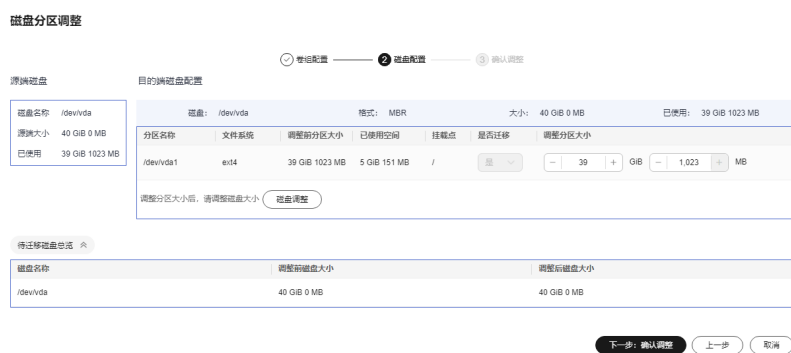 磁盘分区调整
卷组配置 2 磁盘配置 3 确认调整
源端磁盘 目的端磁盘配置
磁盘名称 /dev/vda
源端大小 40 GiB 0 MB
已使用 39 GiB 1023 MB
磁盘: /dev/vda 格式: MBR 大小: 40 GiB 0 MB 已使用: 39 GiB 1023 MB
分区名称 文件系统 调整前分区大小 已使用空间 挂载点 是否迁移 调整分区大小
/dev/vda1 ext4 39 GiB 1023 MB 5 GiB 151 MB / 是 − 39 + GiB − 1,023 + MB
调整分区大小后，请调整磁盘大小 磁盘调整
待迁移磁盘总览
磁盘名称 调整前磁盘大小 调整后磁盘大小
/dev/vda 40 GiB 0 MB 40 GiB 0 MB
下一步：确认调整 上一步 取消